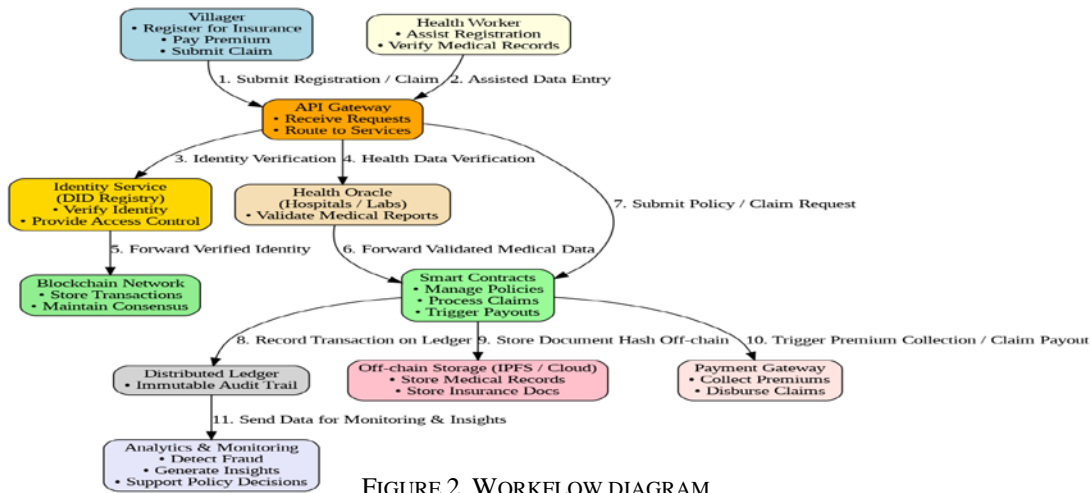 Villager
• Register for Insurance
• Pay Premium
• Submit Claim
Health Worker
• Assist Registration
• Verify Medical Records
1. Submit Registration / Claim
2. Assisted Data Entry
API Gateway
• Receive Requests
• Route to Services
3. Identity Verification
4. Health Data Verification
Identity Service
(DID Registry)
• Verify Identity
• Provide Access Control
Health Oracle
(Hospitals / Labs)
• Validate Medical Reports
7. Submit Policy / Claim Request
5. Forward Verified Identity
6. Forward Validated Medical Data
Blockchain Network
• Store Transactions
• Maintain Consensus
Smart Contracts
• Manage Policies
• Process Claims
• Trigger Payouts
8. Record Transaction on Ledger
9. Store Document Hash Off-chain
10. Trigger Premium Collection / Claim Payout
Distributed Ledger
• Immutable Audit Trail
Off-chain Storage (IPFS / Cloud)
• Store Medical Records
• Store Insurance Docs
Payment Gateway
• Collect Premiums
• Disburse Claims
11. Send Data for Monitoring & Insights
Analytics & Monitoring
• Detect Fraud
• Generate Insights
• Support Policy Decisions
FIGURE 2. WORKFLOW DIAGRAM